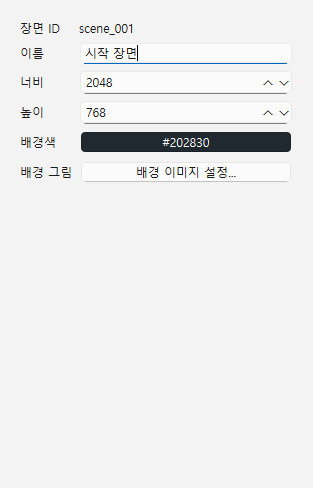 장면 ID scene_001
이름 시작 장면
너비 2048
높이 768
배경색 #202830
배경 그림 배경 이미지 설정...